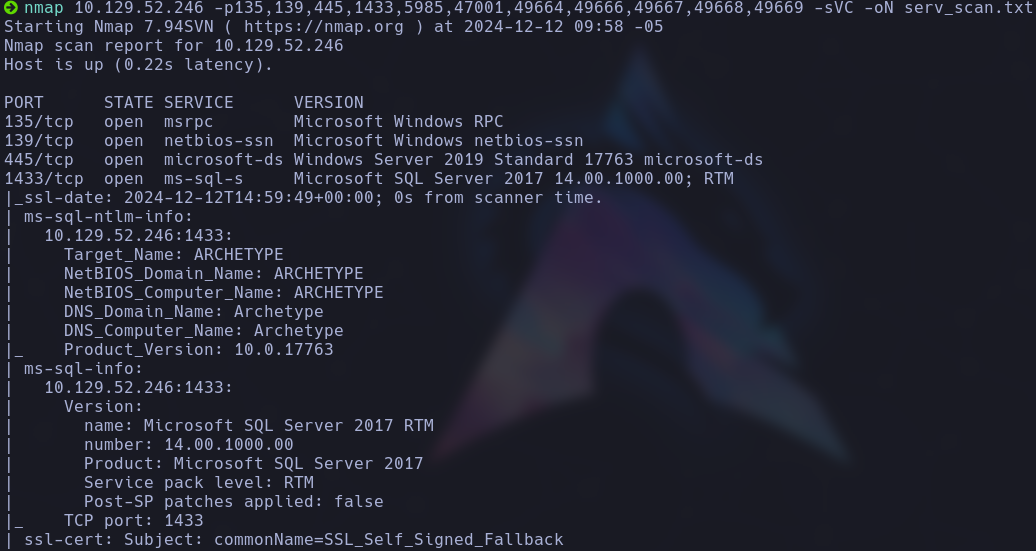 nmap 10.129.52.246 -p135,139,445,1433,5985,47001,49664,49666,49667,49668,49669 -sVC -oN serv_scan.txt
Starting Nmap 7.94SVN ( https://nmap.org ) at 2024-12-12 09:58 -05
Nmap scan report for 10.129.52.246
Host is up (0.22s latency).
PORT      STATE SERVICE      VERSION
135/tcp   open  msrpc        Microsoft Windows RPC
139/tcp   open  netbios-ssn  Microsoft Windows netbios-ssn
445/tcp   open  microsoft-ds Windows Server 2019 Standard 17763 microsoft-ds
1433/tcp  open  ms-sql-s     Microsoft SQL Server 2017 14.00.1000.00; RTM
|_ssl-date: 2024-12-12T14:59:49+00:00; 0s from scanner time.
| ms-sql-ntlm-info:
|   10.129.52.246:1433:
|     Target_Name: ARCHETYPE
|     NetBIOS_Domain_Name: ARCHETYPE
|     NetBIOS_Computer_Name: ARCHETYPE
|     DNS_Domain_Name: Archetype
|     DNS_Computer_Name: Archetype
|_    Product_Version: 10.0.17763
| ms-sql-info:
|   10.129.52.246:1433:
|     Version:
|       name: Microsoft SQL Server 2017 RTM
|       number: 14.00.1000.00
|       Product: Microsoft SQL Server 2017
|       Service pack level: RTM
|       Post-SP patches applied: false
|_    TCP port: 1433
| ssl-cert: Subject: commonName=SSL_Self_Signed_Fallback